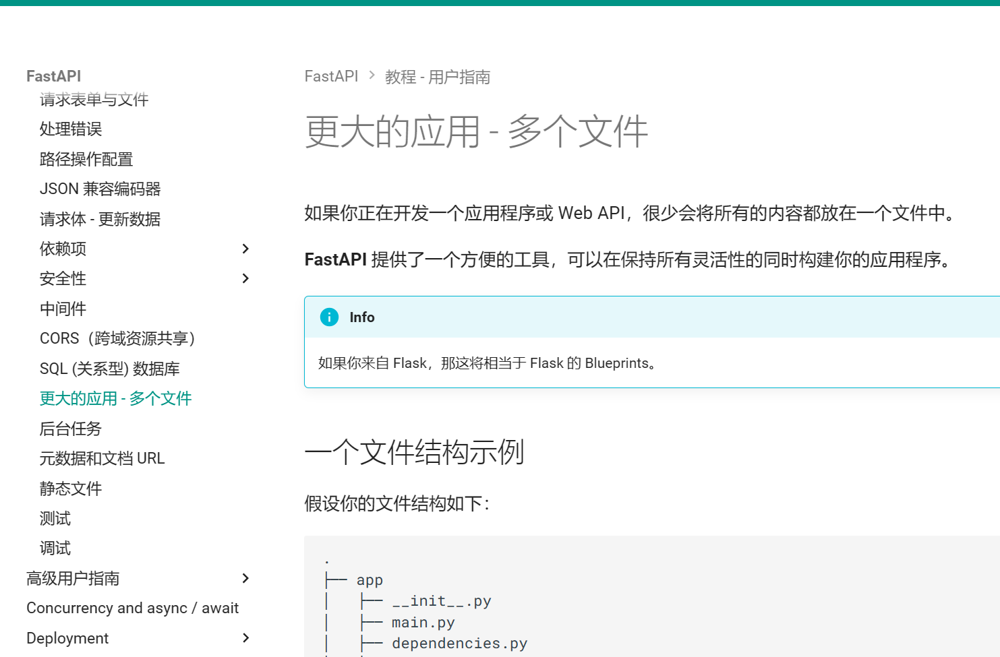 FastAPI
请求表单与文件
处理错误
路径操作配置
JSON 兼容编码器
请求体 - 更新数据
依赖项
安全性
中间件
CORS（跨域资源共享）
SQL (关系型) 数据库
更大的应用 - 多个文件
后台任务
元数据和文档 URL
静态文件
测试
调试
高级用户指南
Concurrency and async / await
Deployment
FastAPI > 教程 - 用户指南
更大的应用 - 多个文件
如果你正在开发一个应用程序或 Web API，很少会将所有的内容都放在一个文件中。
FastAPI 提供了一个方便的工具，可以在保持所有灵活性的同时构建你的应用程序。
Info
如果你来自 Flask，那这将相当于 Flask 的 Blueprints。
一个文件结构示例
假设你的文件结构如下：
.
├── app
│   ├── __init__.py
│   ├── main.py
│   ├── dependencies.py